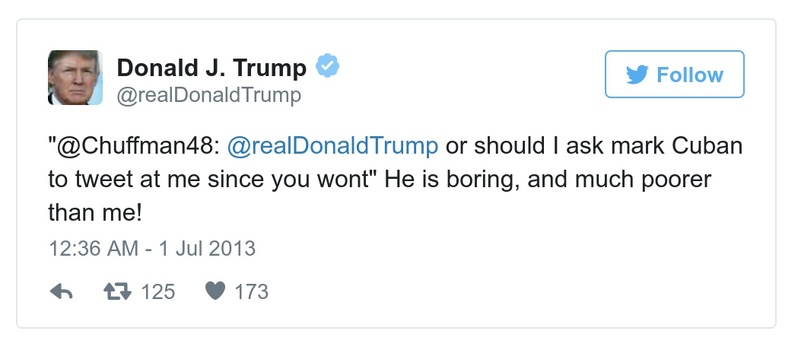 Donald J. Trump
@realDonaldTrump
Follow
"@Chuffman48: @realDonaldTrump or should I ask mark Cuban
to tweet at me since you wont" He is boring, and much poorer
than me!
12:36 AM - 1 Jul 2013
125 173